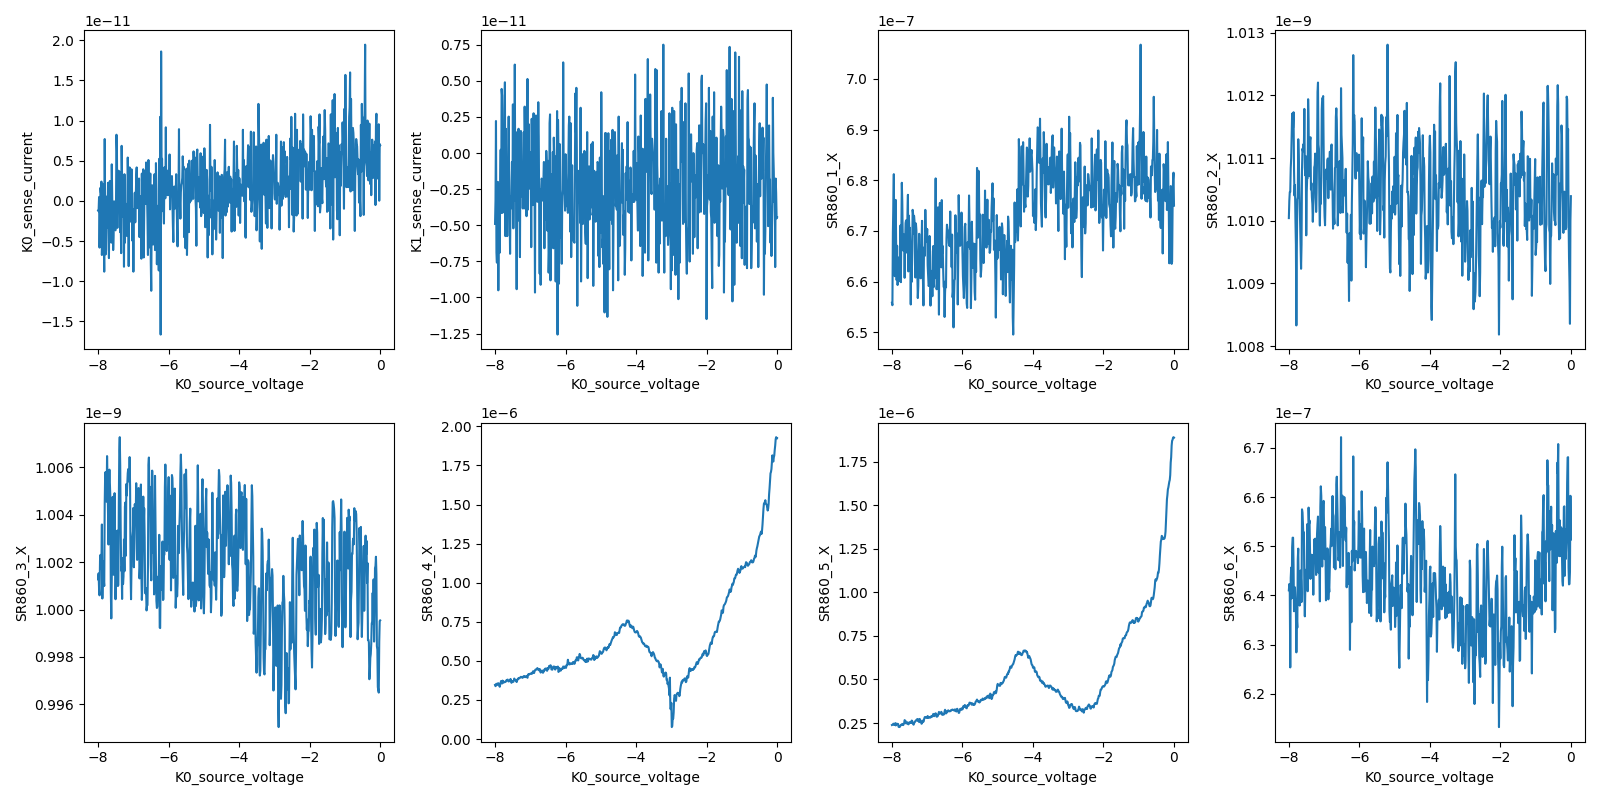 1e−11
K0_sense_current
2.0
1.5
1.0
0.5
0.0
−0.5
−1.0
−1.5
−8 −6 −4 −2 0
K0_source_voltage
1e−11
K1_sense_current
0.75
0.50
0.25
0.00
−0.25
−0.50
−0.75
−1.00
−1.25
−8 −6 −4 −2 0
K0_source_voltage
1e−7
SR860_1_X
7.0
6.9
6.8
6.7
6.6
6.5
−8 −6 −4 −2 0
K0_source_voltage
1e−9
SR860_2_X
1.013
1.012
1.011
1.010
1.009
1.008
−8 −6 −4 −2 0
K0_source_voltage
1e−9
SR860_3_X
1.006
1.004
1.002
1.000
0.998
0.996
−8 −6 −4 −2 0
K0_source_voltage
1e−6
SR860_4_X
2.00
1.75
1.50
1.25
1.00
0.75
0.50
0.25
0.00
−8 −6 −4 −2 0
K0_source_voltage
1e−6
SR860_5_X
1.75
1.50
1.25
1.00
0.75
0.50
0.25
−8 −6 −4 −2 0
K0_source_voltage
1e−7
SR860_6_X
6.7
6.6
6.5
6.4
6.3
6.2
−8 −6 −4 −2 0
K0_source_voltage